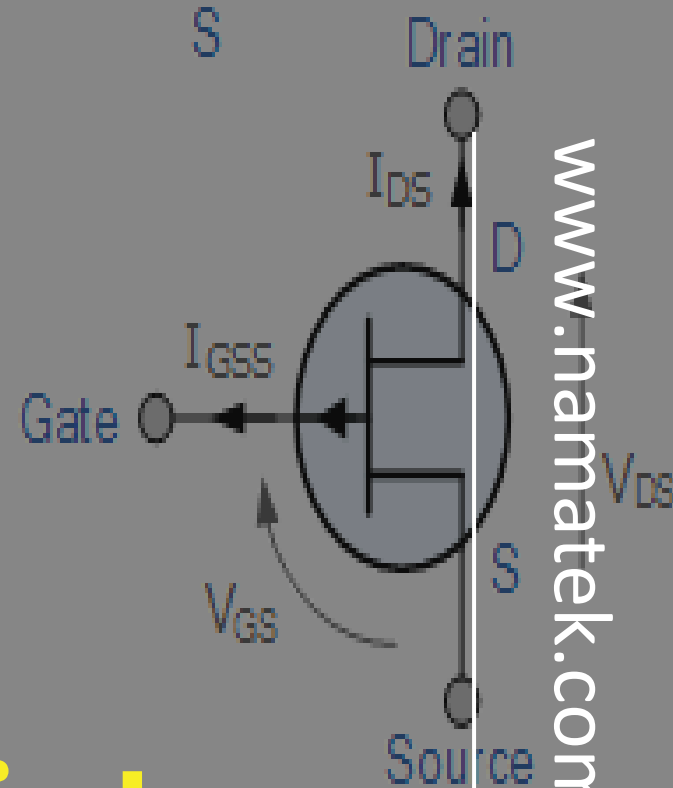 S
Drain
IDS
D
IGSS
Gate
VDS
S
VGS
Source
www.namatek.com